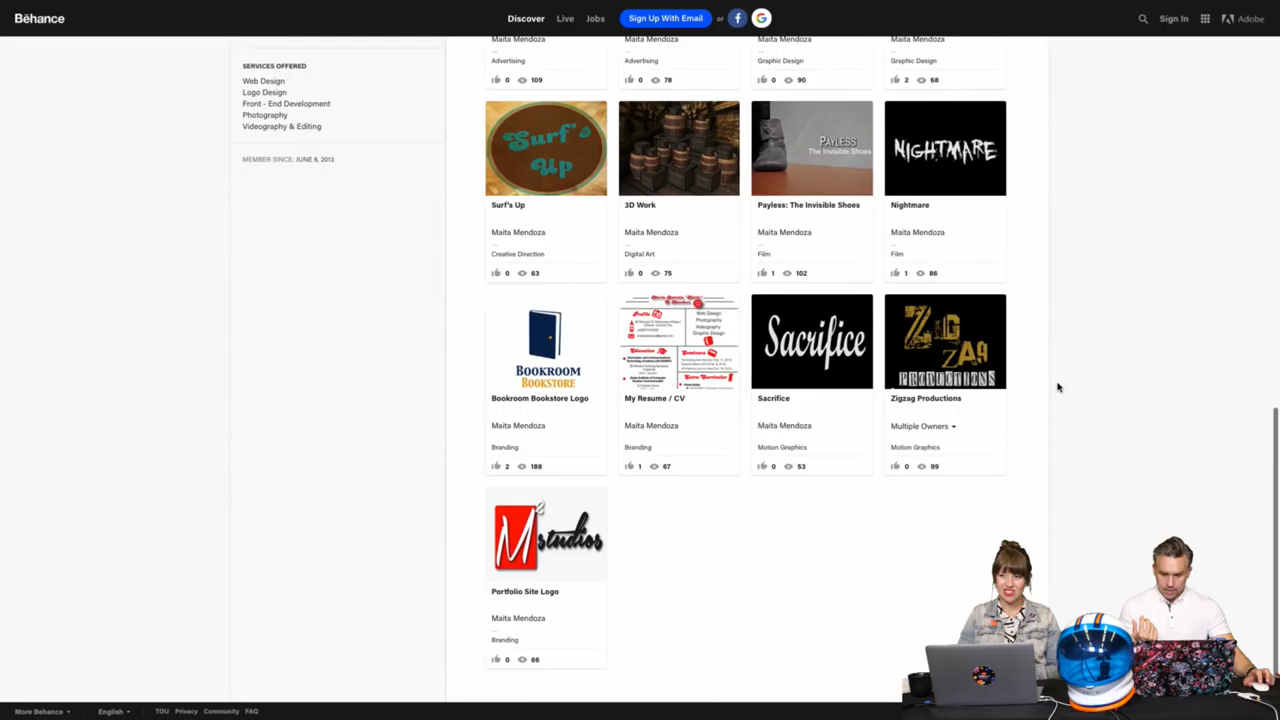 Bēhance
Discover Live Jobs Sign Up With Email or f G Sign In Adobe
SERVICES OFFERED
Web Design
Logo Design
Front - End Development
Photography
Videography & Editing
MEMBER SINCE: JUNE 8, 2013
Maita Mendoza Maita Mendoza Maita Mendoza Maita Mendoza
Advertising Advertising Graphic Design Graphic Design
0 109 0 78 0 90 2 68
Surf's
Up
PAYLESS
The Invisible Shoes
NIGHTMARE
Surf's Up 3D Work Payless: The Invisible Shoes Nightmare
Maita Mendoza Maita Mendoza Maita Mendoza Maita Mendoza
Creative Direction Digital Art Film Film
0 63 0 75 1 102 1 86
BOOKROOM
BOOKSTORE
Web Design
Photography
Videography
Graphic Design
Profile
Education
Seminars
Sacrifice
ZIG
ZAG
PRODUCTIONS
Bookroom Bookstore Logo My Resume / CV Sacrifice Zigzag Productions
Maita Mendoza Maita Mendoza Maita Mendoza Multiple Owners
Branding Branding Motion Graphics Motion Graphics
2 188 1 67 0 53 0 99
M'studios
Portfolio Site Logo
Maita Mendoza
Branding
0 66
More Behance English TOU Privacy Community FAQ